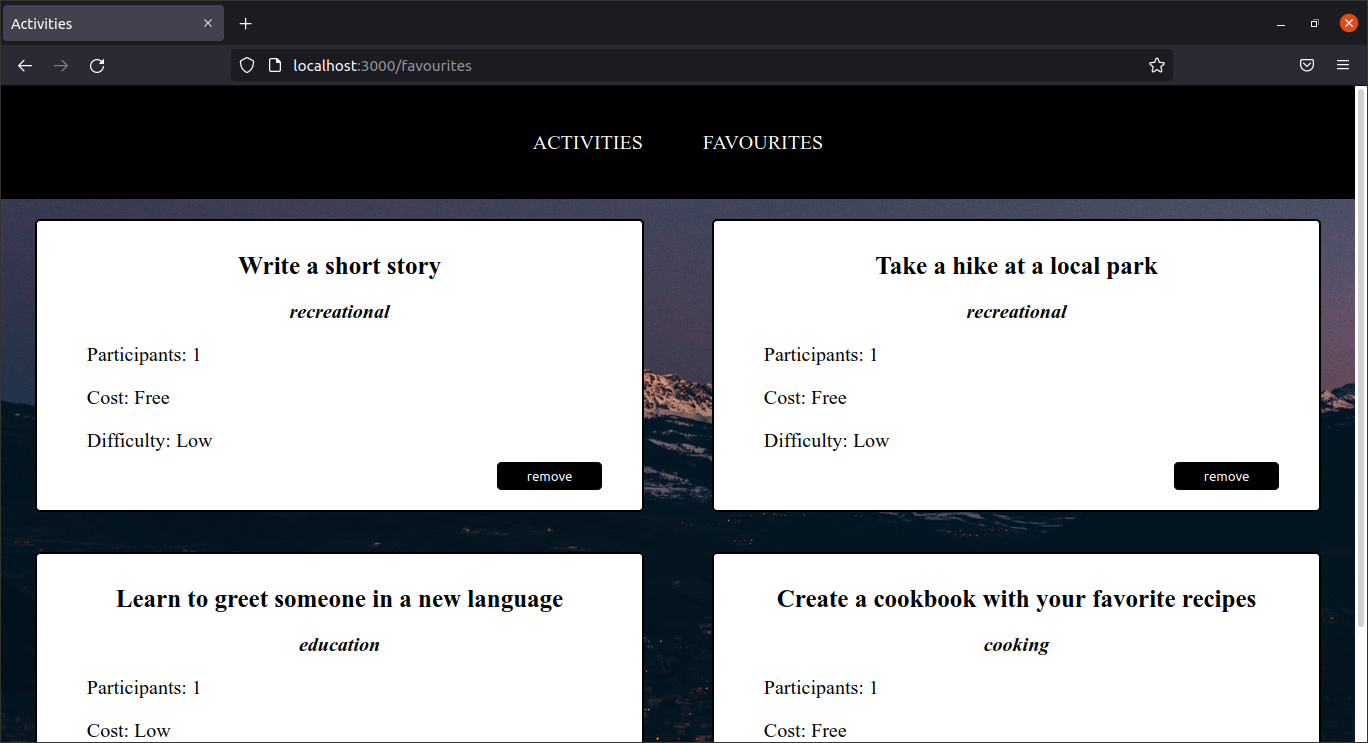 Activities
localhost:3000/favourites
ACTIVITIES FAVOURITES
Write a short story
recreational
Participants: 1
Cost: Free
Difficulty: Low
remove
Take a hike at a local park
recreational
Participants: 1
Cost: Free
Difficulty: Low
remove
Learn to greet someone in a new language
education
Participants: 1
Cost: Low
Create a cookbook with your favorite recipes
cooking
Participants: 1
Cost: Free